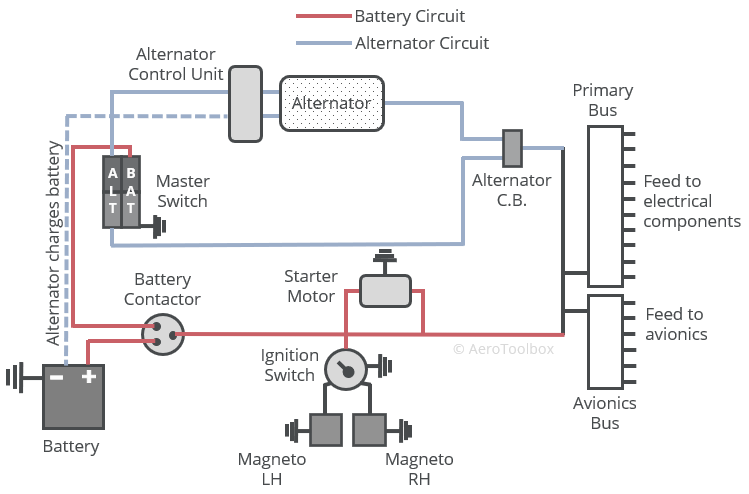 Battery Circuit
Alternator Circuit
Alternator
Control Unit
Alternator
Primary
Bus
Alternator
C.B.
A
L
T
B
A
T
Master
Switch
Feed to
electrical
components
Alternator charges battery
Battery
Contactor
Starter
Motor
Feed to
avionics
© AeroToolbox
Ignition
Switch
− +
Battery
Avionics
Bus
Magneto
LH
Magneto
RH